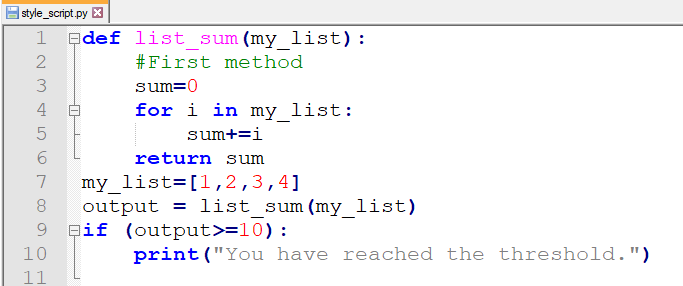 style_script.py
1 def list_sum(my_list):
2     #First method
3     sum=0
4     for i in my_list:
5         sum+=i
6     return sum
7 my_list=[1,2,3,4]
8 output = list_sum(my_list)
9 if (output>=10):
10     print("You have reached the threshold.")
11